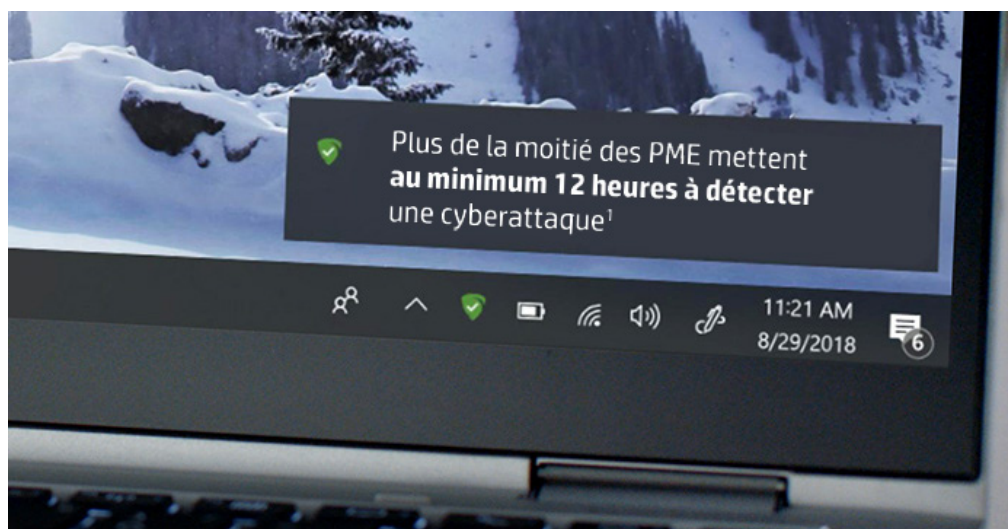 Plus de la moitié des PME mettent
au minimum 12 heures à détecter
une cyberattaque¹
11:21 AM
8/29/2018
6